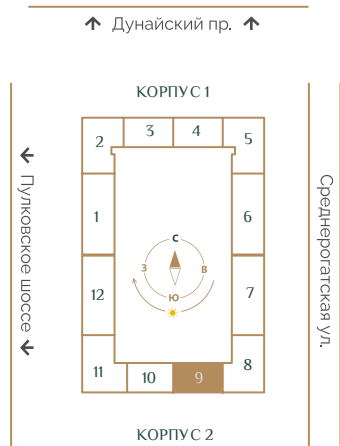 Дунайский пр.
КОРПУС 1
2
3
4
5
1
6
Пулковское шоссе
Среднерогатская ул.
С
З
В
Ю
12
7
11
10
9
8
КОРПУС 2